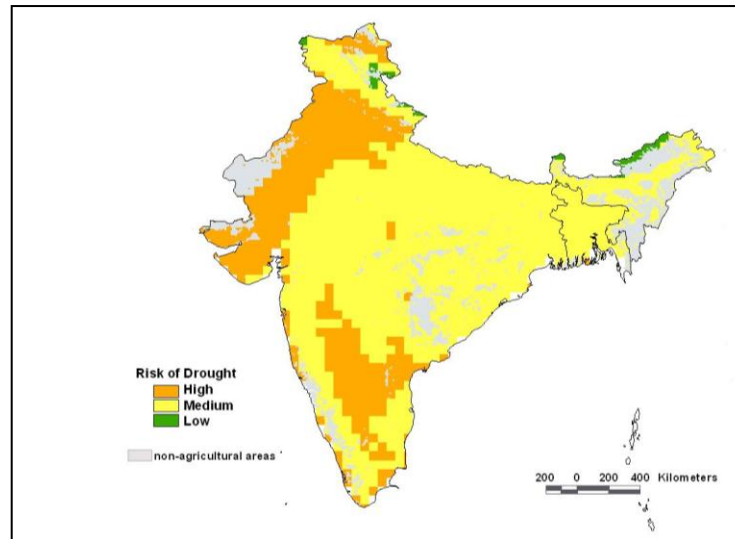 Risk of Drought
High
Medium
Low
non-agricultural areas
200 0 200 400 Kilometers